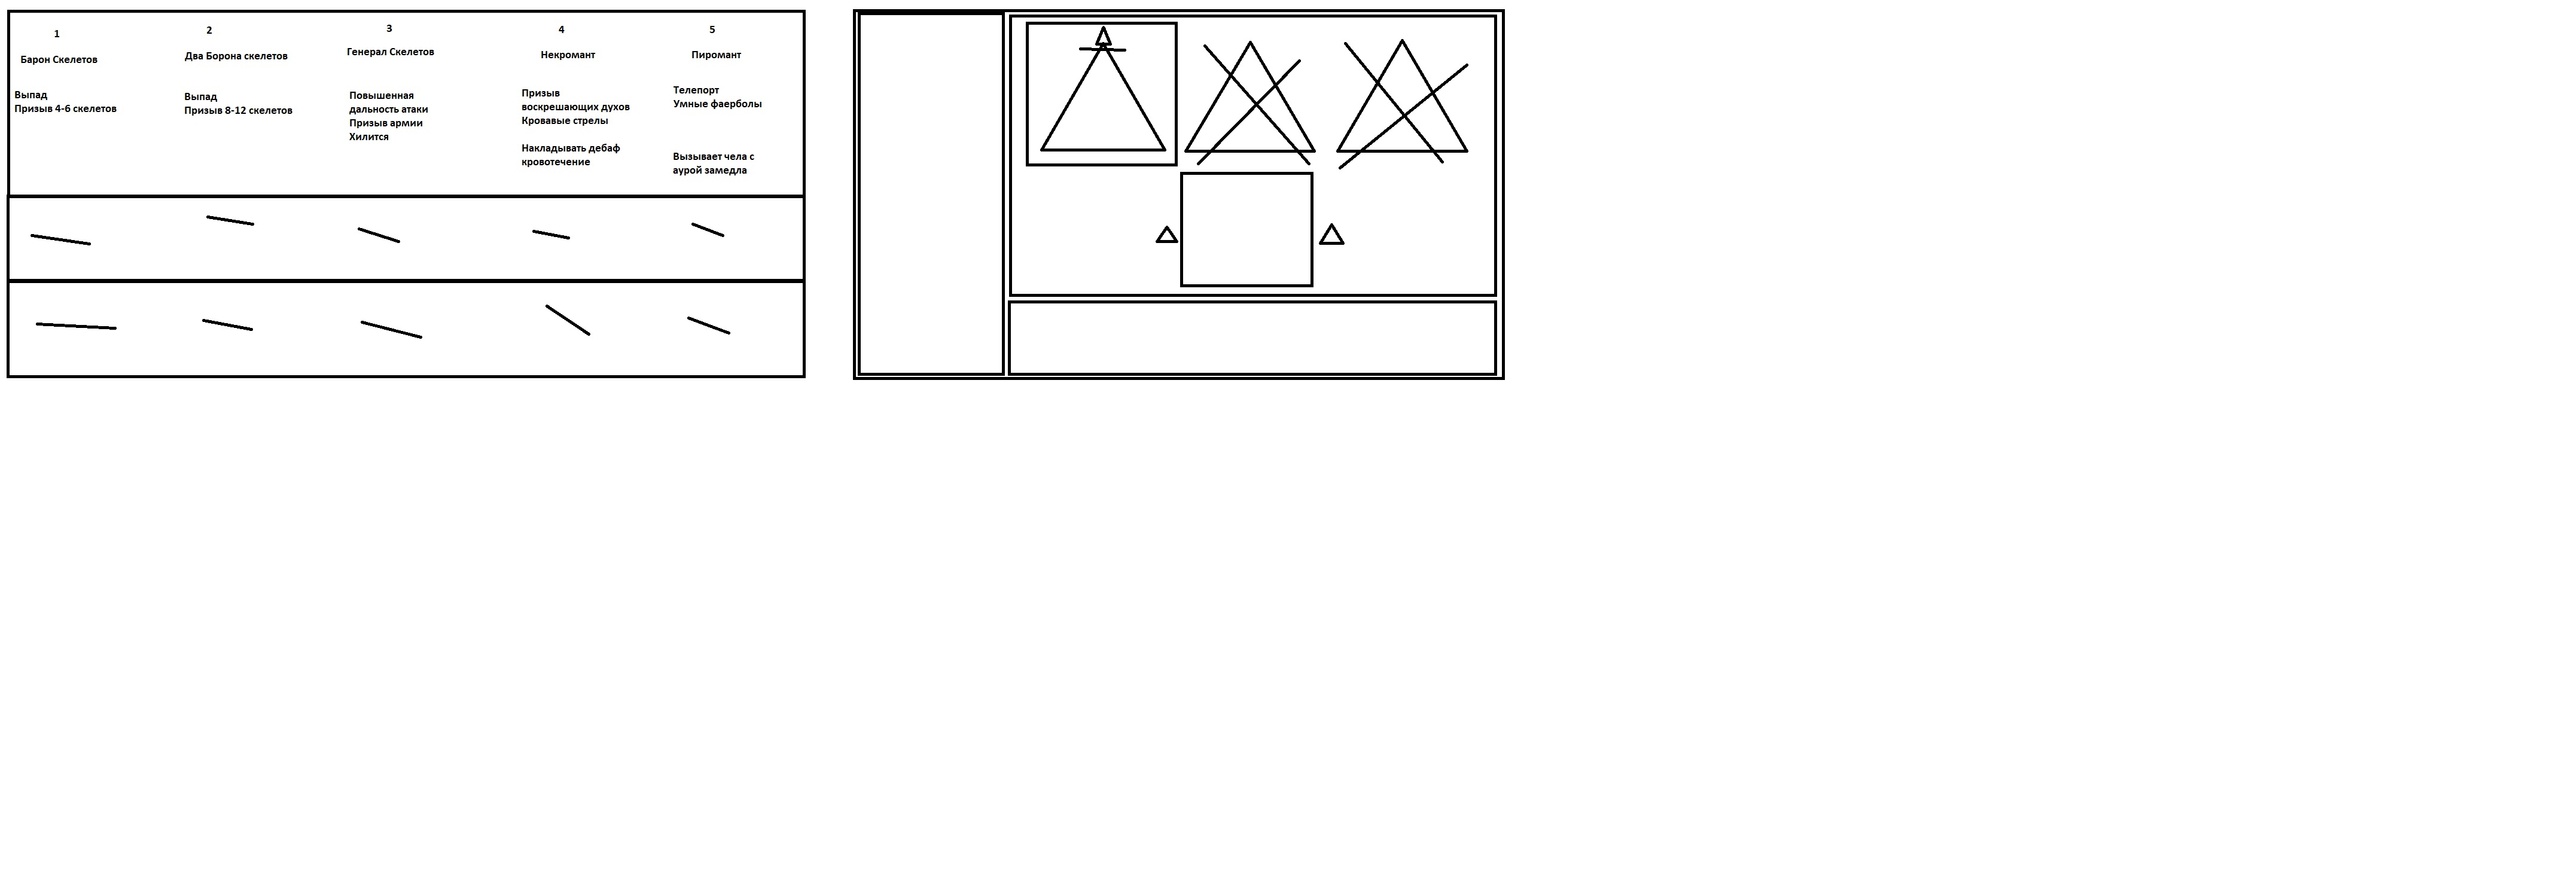 1
Барон Скелетов
Выпад
Призыв 4-6 скелетов
2
Два Борона скелетов
Выпад
Призыв 8-12 скелетов
3
Генерал Скелетов
Повышенная
дальность атаки
Призыв армии
Хилится
4
Некромант
Призыв
воскрешающих духов
Кровавые стрелы
Накладывать дебаф
кровотечение
5
Пиромант
Телепорт
Умные фаерболы
Вызывает чела с
аурой замедла